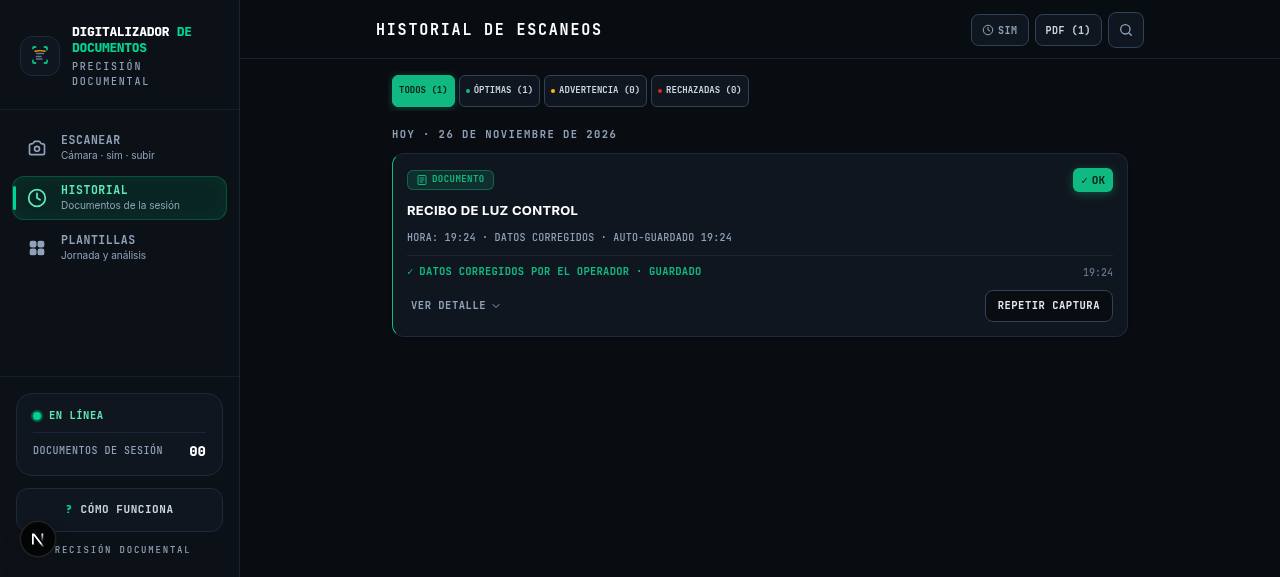 DIGITALIZADOR DE
DOCUMENTOS
PRECISIÓN
DOCUMENTAL
ESCANEAR
Cámara · sim · subir
HISTORIAL
Documentos de la sesión
PLANTILLAS
Jornada y análisis
EN LÍNEA
DOCUMENTOS DE SESIÓN 00
? CÓMO FUNCIONA
N
RECISIÓN DOCUMENTAL
HISTORIAL DE ESCANEOS
SIM
PDF (1)
TODOS (1)
ÓPTIMAS (1)
ADVERTENCIA (0)
RECHAZADAS (0)
HOY · 26 DE NOVIEMBRE DE 2026
DOCUMENTO
✓ OK
RECIBO DE LUZ CONTROL
HORA: 19:24 · DATOS CORREGIDOS · AUTO-GUARDADO 19:24
✓ DATOS CORREGIDOS POR EL OPERADOR · GUARDADO
19:24
VER DETALLE
REPETIR CAPTURA